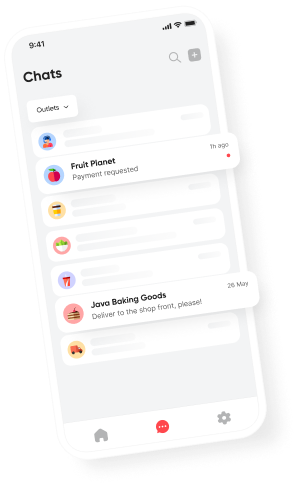 9:41
Chats
Outlets
Fruit Planet
1h ago
Payment requested
Java Baking Goods
26 May
Deliver to the shop front, please!